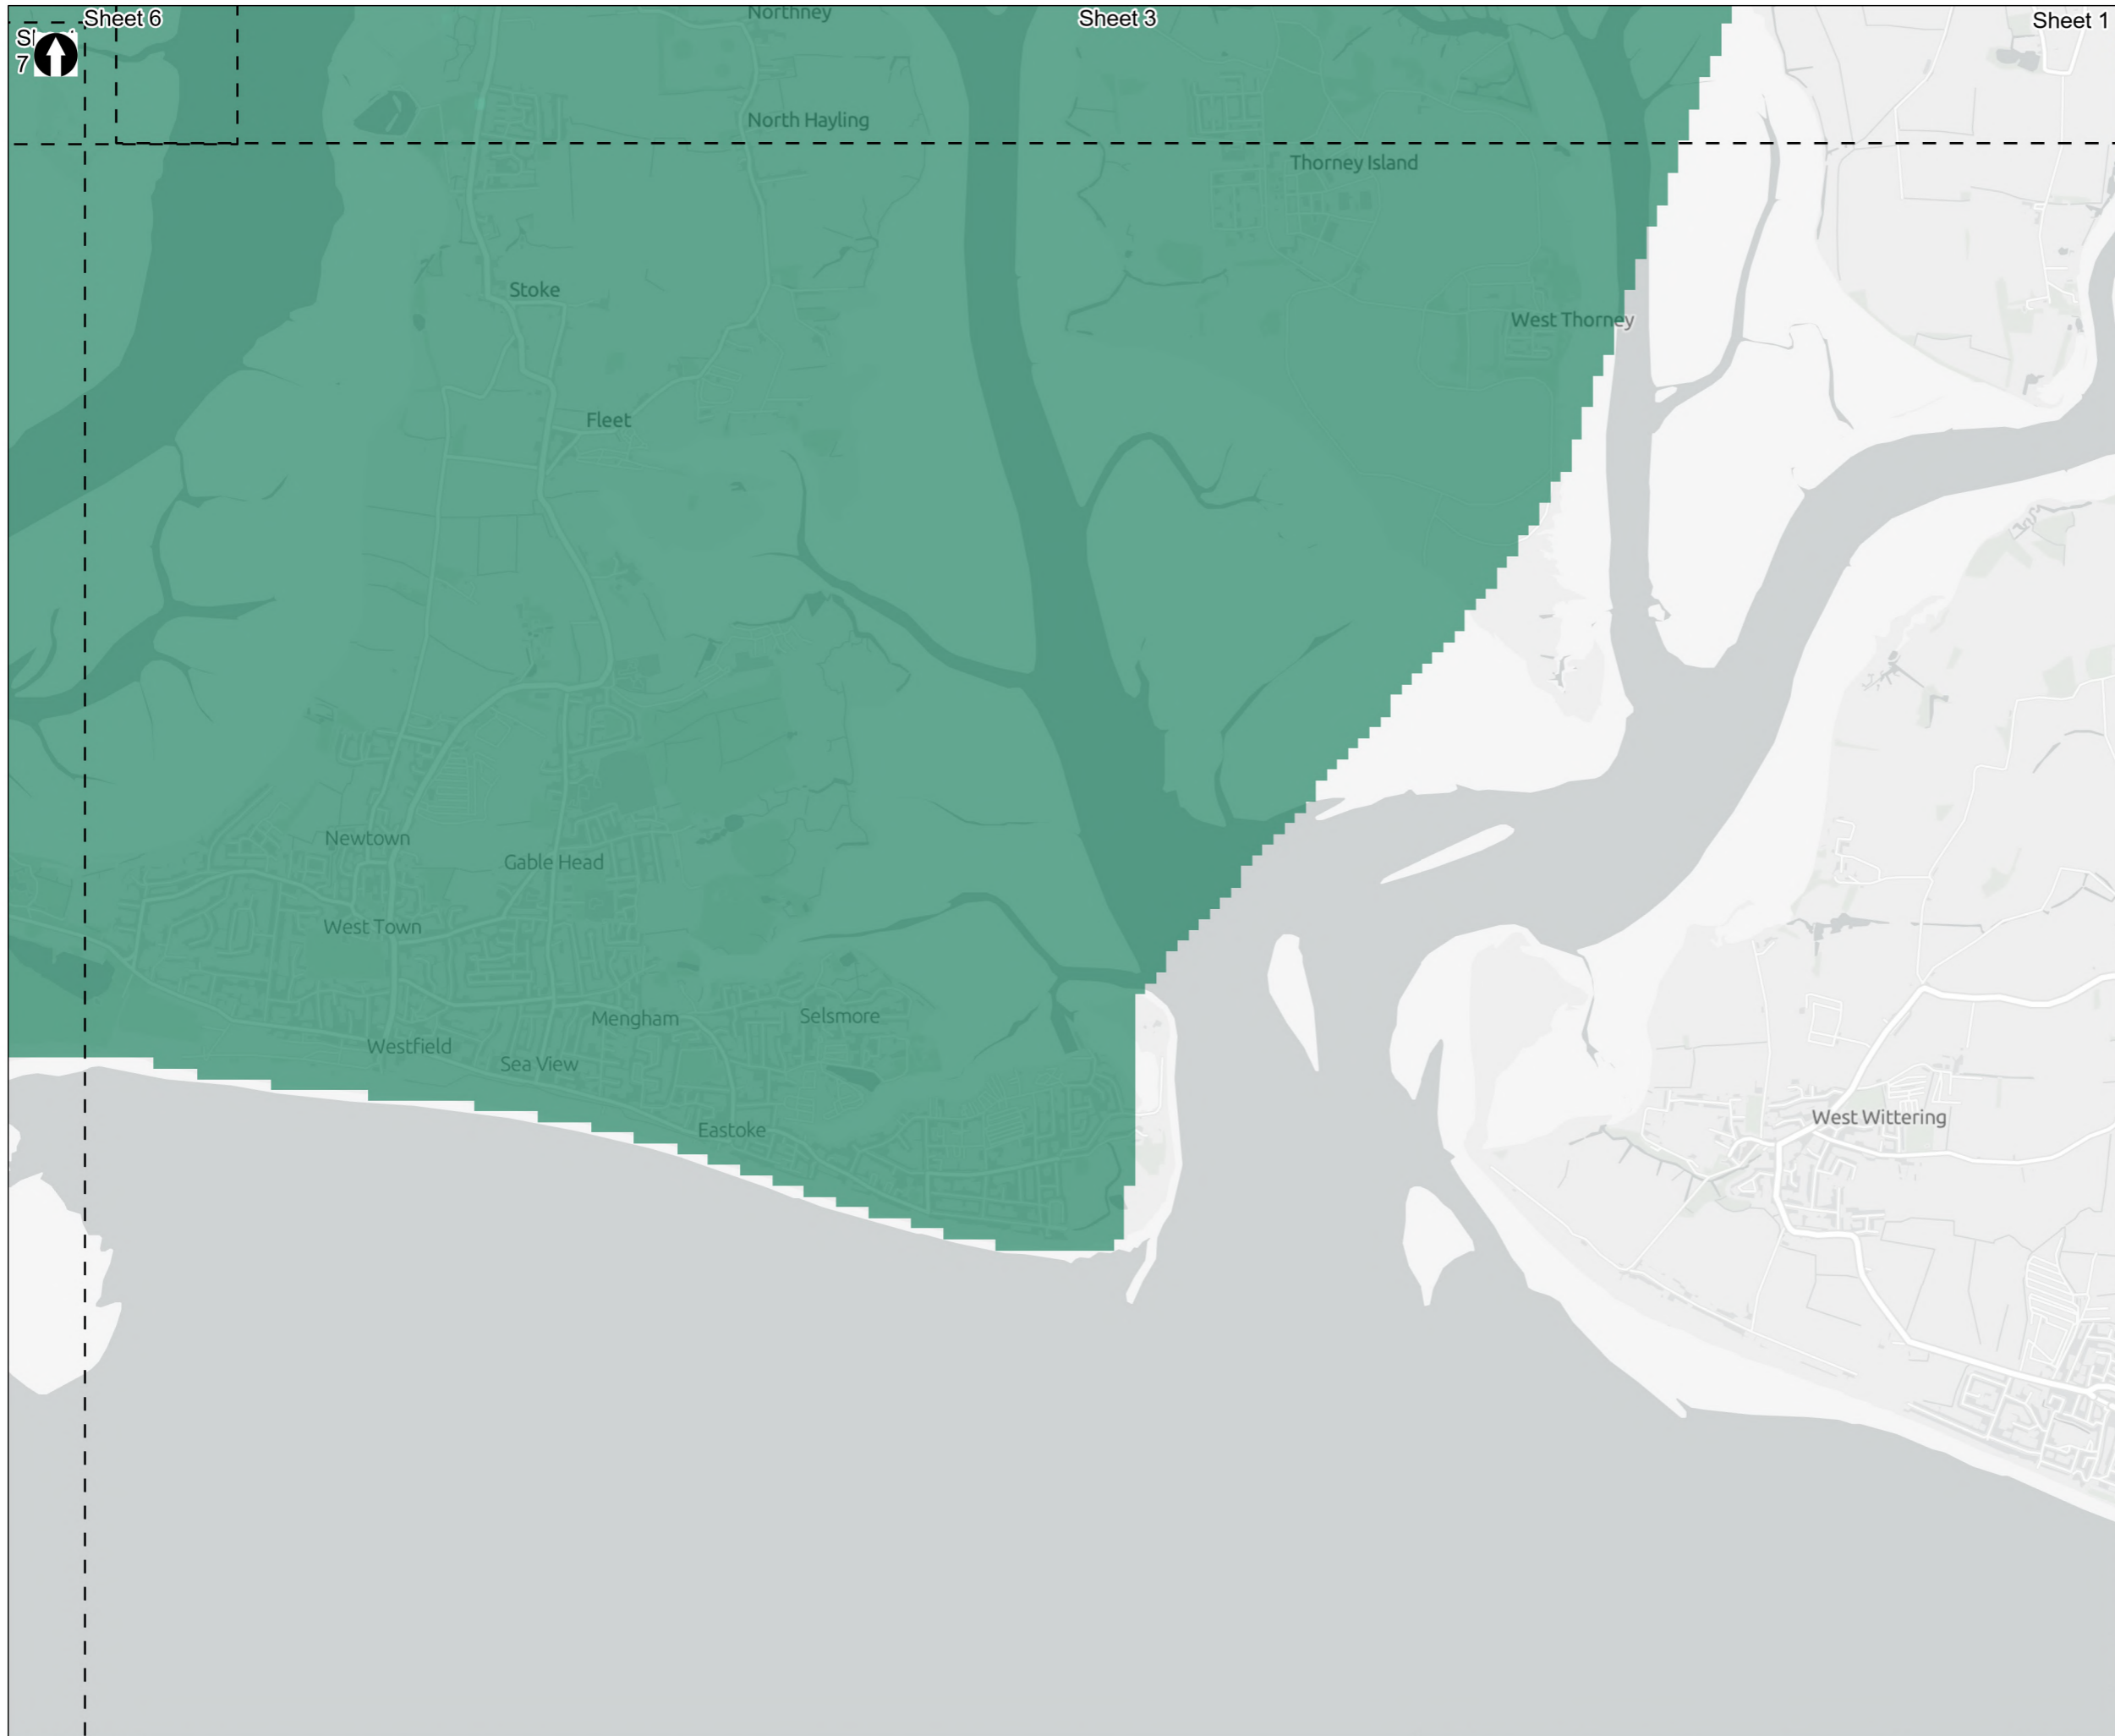 Northney
Sheet 6
Sheet 3
Sheet 1
7
North Hayling
Thorney Island
Stoke
West Thorney
Fleet
Newtown
Gable Head
West Town
Mengham
Selsmore
Westfield
Sea View
Eastoke
West Wittering